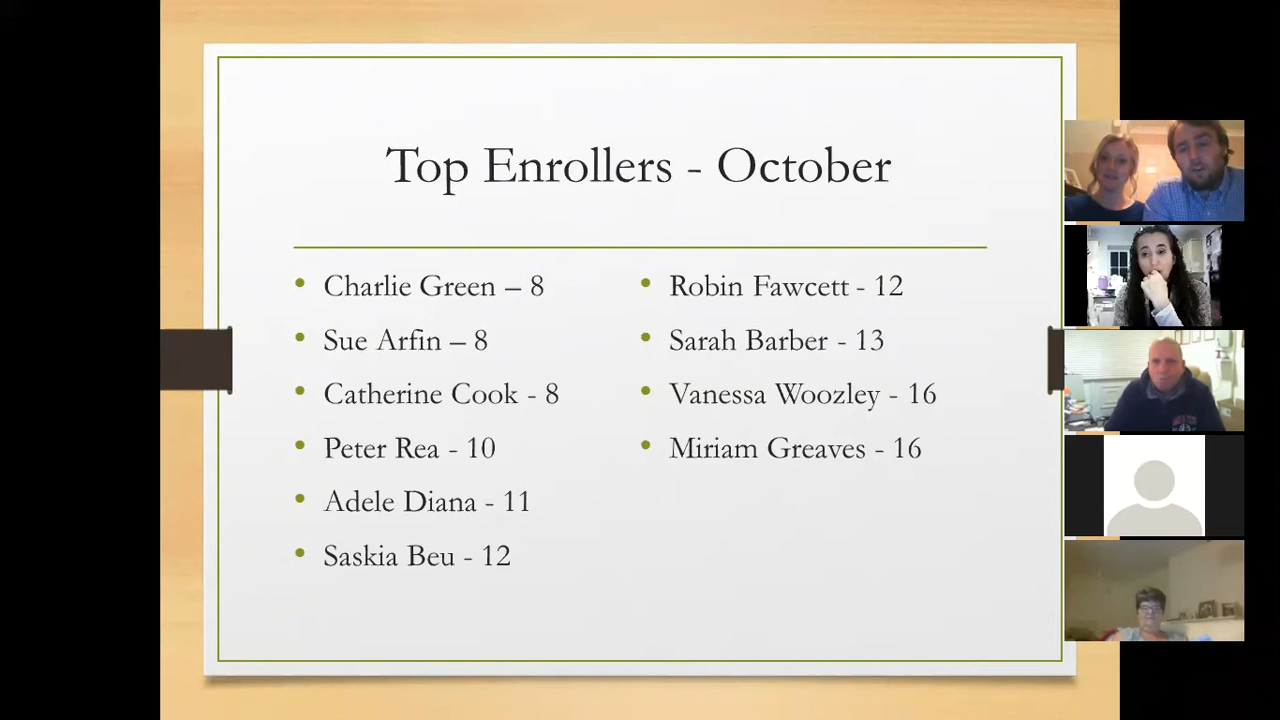 Top Enrollers - October
Charlie Green – 8
Sue Arfin – 8
Catherine Cook - 8
Peter Rea - 10
Adele Diana - 11
Saskia Beu - 12
Robin Fawcett - 12
Sarah Barber - 13
Vanessa Woozley - 16
Miriam Greaves - 16